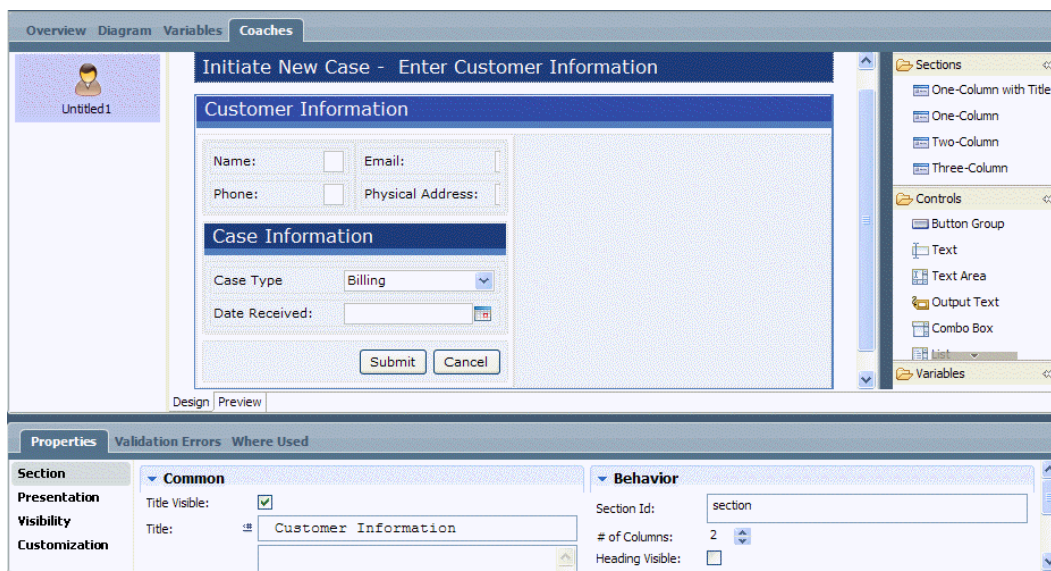 Overview Diagram Variables Coaches
Untitled1
Initiate New Case - Enter Customer Information
Customer Information
Name: Email:
Phone: Physical Address:
Case Information
Case Type Billing
Date Received:
Submit Cancel
Design Preview
Sections
One-Column with Title
One-Column
Two-Column
Three-Column
Controls
Button Group
Text
Text Area
Output Text
Combo Box
List
Variables
Properties Validation Errors Where Used
Section
Presentation
Visibility
Customization
Common
Title Visible:
Title: Customer Information
Behavior
Section Id: section
# of Columns: 2
Heading Visible: